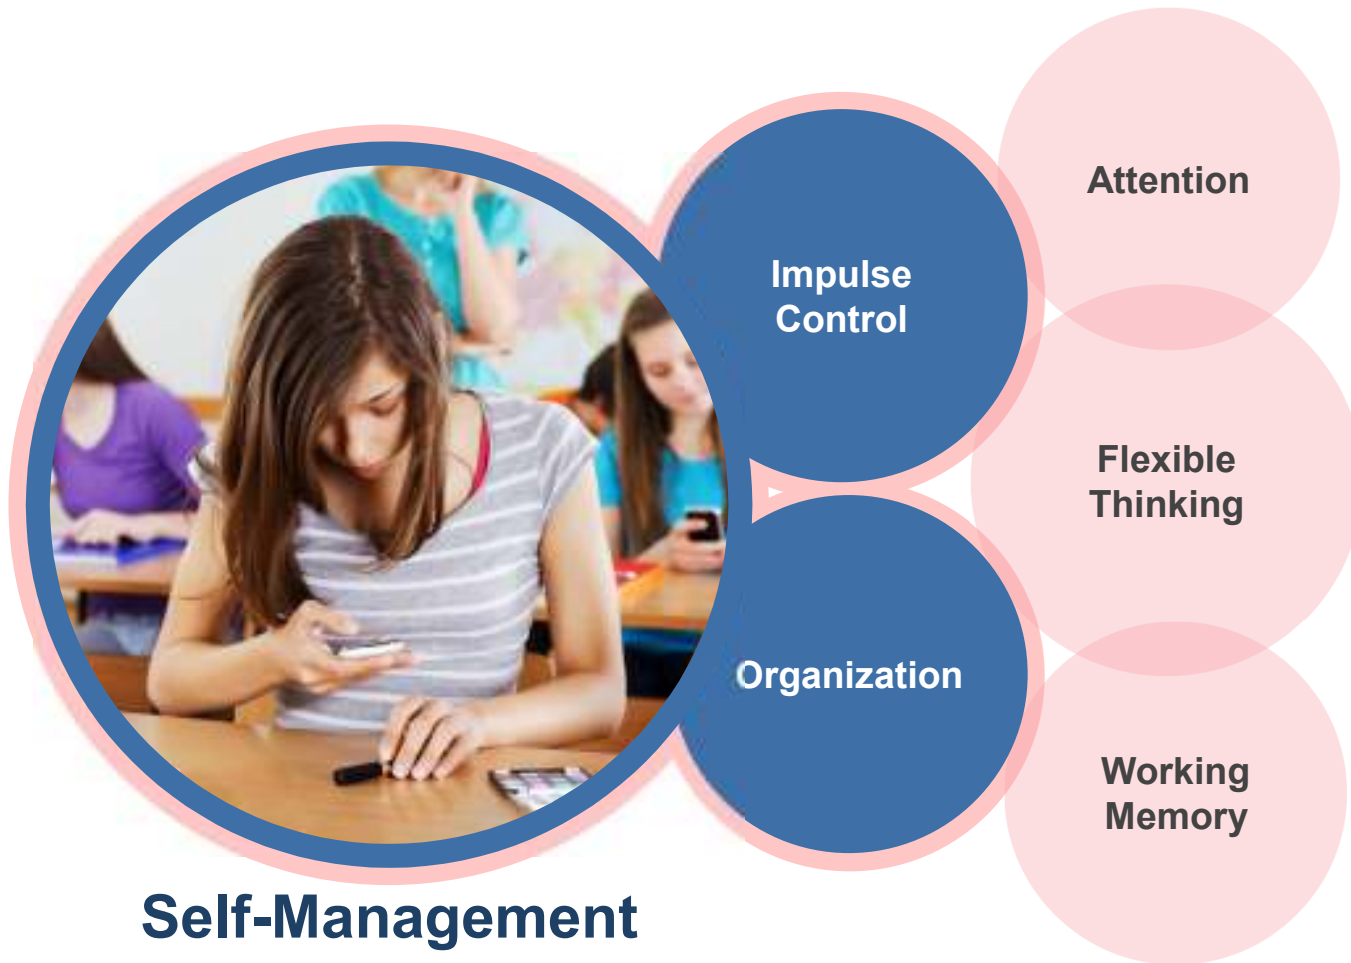 Attention
Impulse
Control
Flexible
Thinking
Organization
Working
Memory
Self-Management